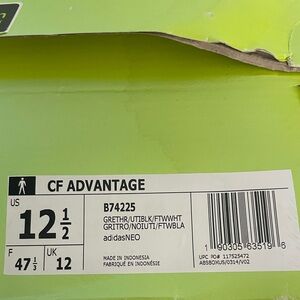 CF ADVANTAGE
US
12 1/2
F
47 1/3
UK
12
B74225
GRETHR/UTIBLK/FTWWHT
GRITRO/NOIUTI/FTWBLA
adidasNEO
MADE IN INDONESIA
FABRIQUÉ EN INDONÉSIE
1 90305 63519 6
UPC RO# 117525472
ABSBOXUS/0314/V02